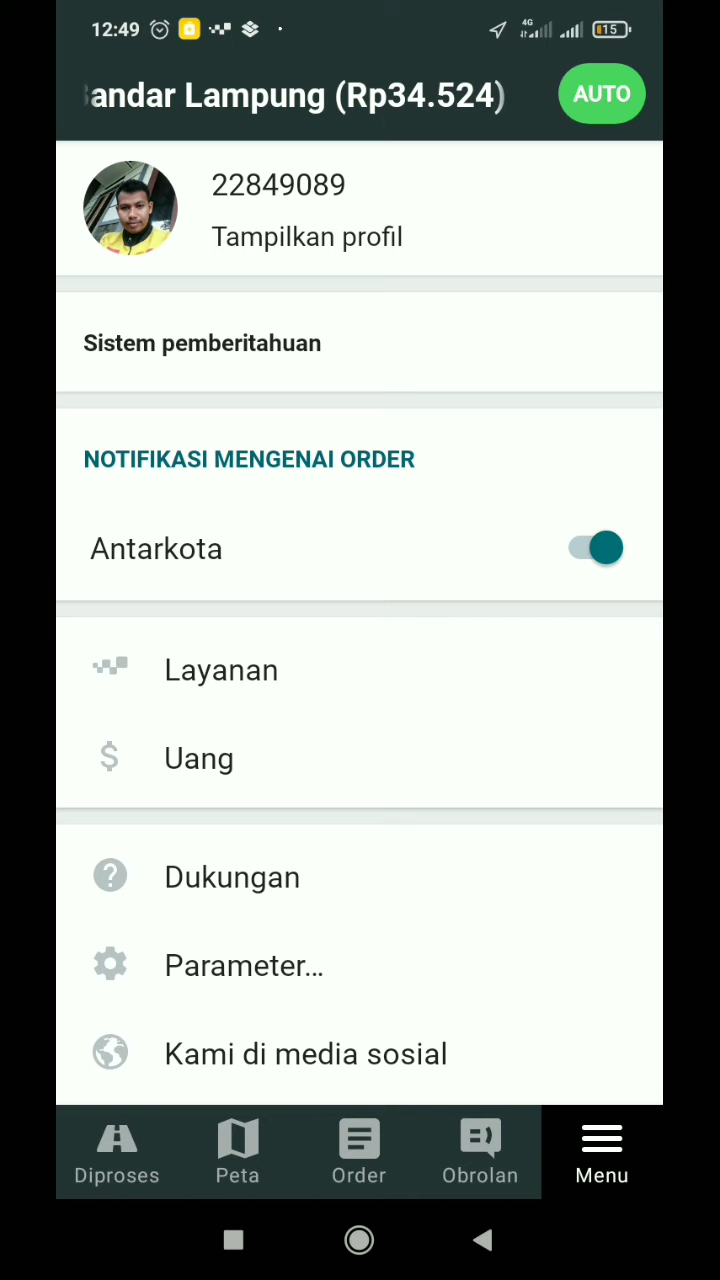 12:49
4G
15
Bandar Lampung (Rp34.524)
AUTO
22849089
Tampilkan profil
Sistem pemberitahuan
NOTIFIKASI MENGENAI ORDER
Antarkota
Layanan
Uang
Dukungan
Parameter...
Kami di media sosial
Diproses
Peta
Order
Obrolan
Menu